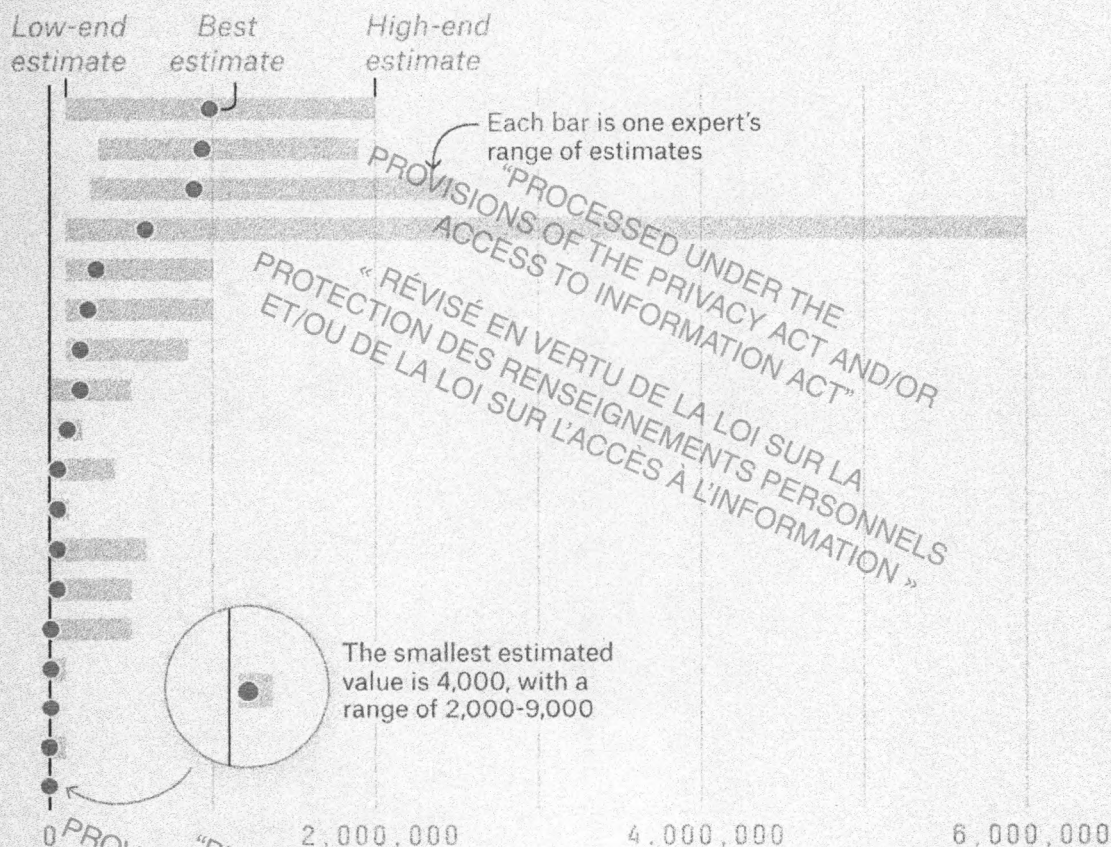 Low-end estimate
Best estimate
High-end estimate
Each bar is one expert's
range of estimates
"PROCESSED UNDER THE
PROVISIONS OF THE PRIVACY ACT AND/OR
ACCESS TO INFORMATION ACT"
« RÉVISÉ EN VERTU DE LA LOI SUR LA
PROTECTION DES RENSEIGNEMENTS PERSONNELS
ET/OU DE LA LOI SUR L'ACCÈS À L'INFORMATION »
The smallest estimated
value is 4,000, with a
range of 2,000-9,000
0 2,000,000 4,000,000 6,000,000